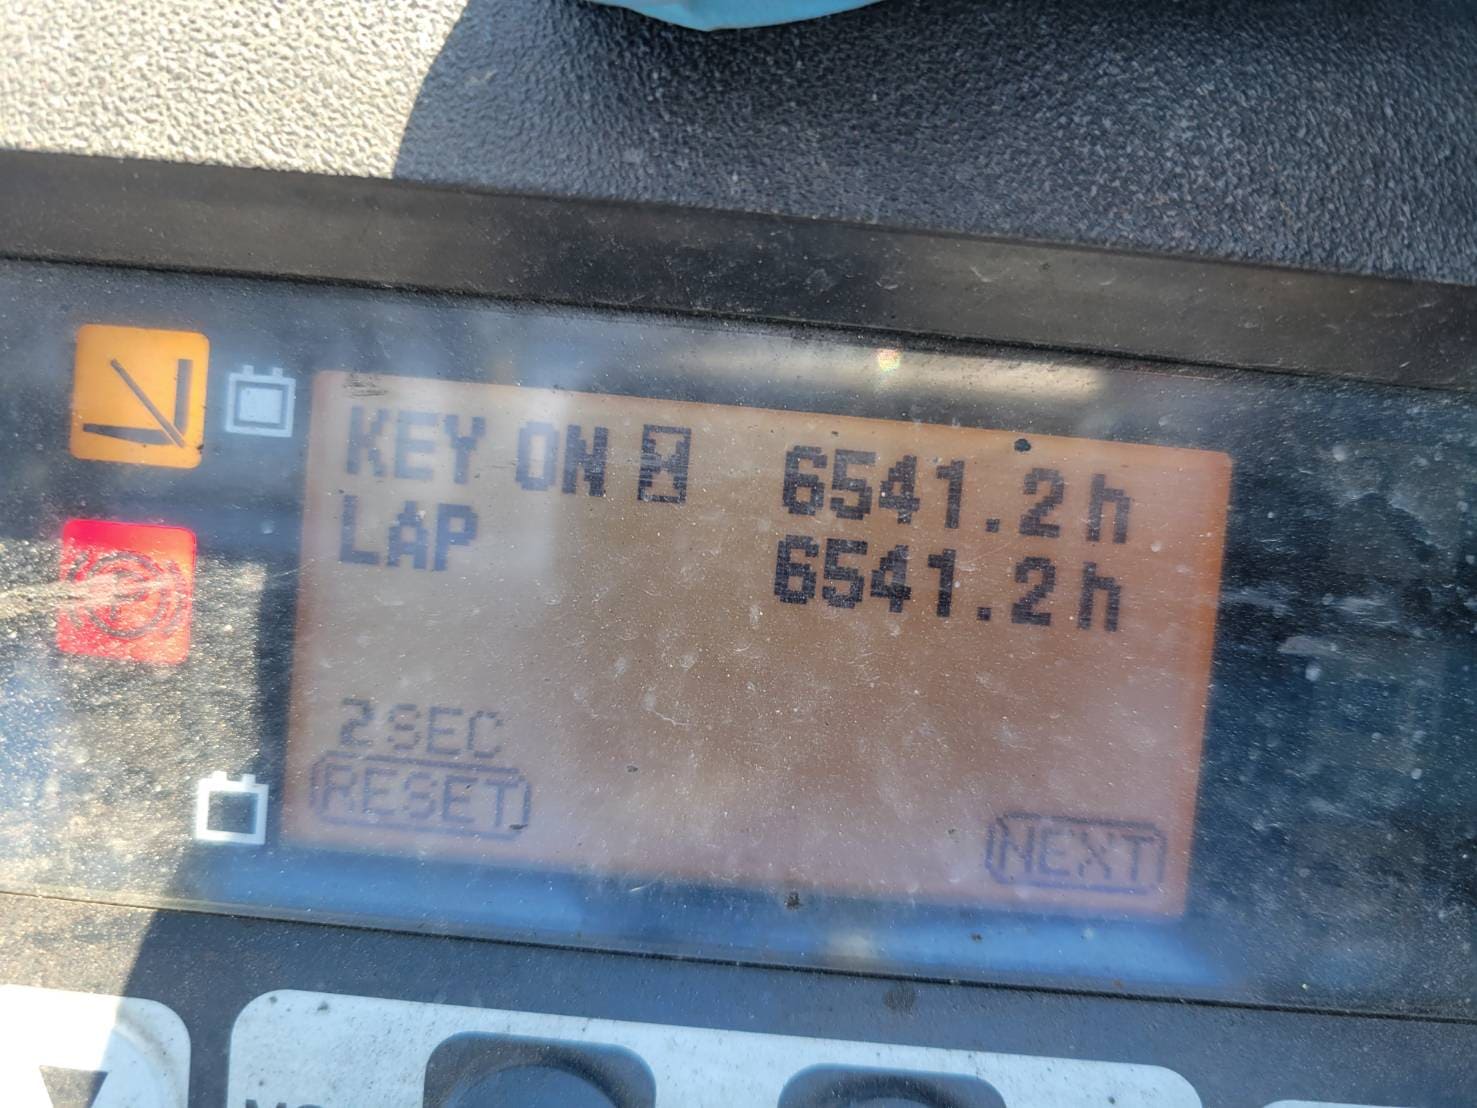 KEY ON 6541.2h
LAP 6541.2h
2SEC
RESET
NEXT